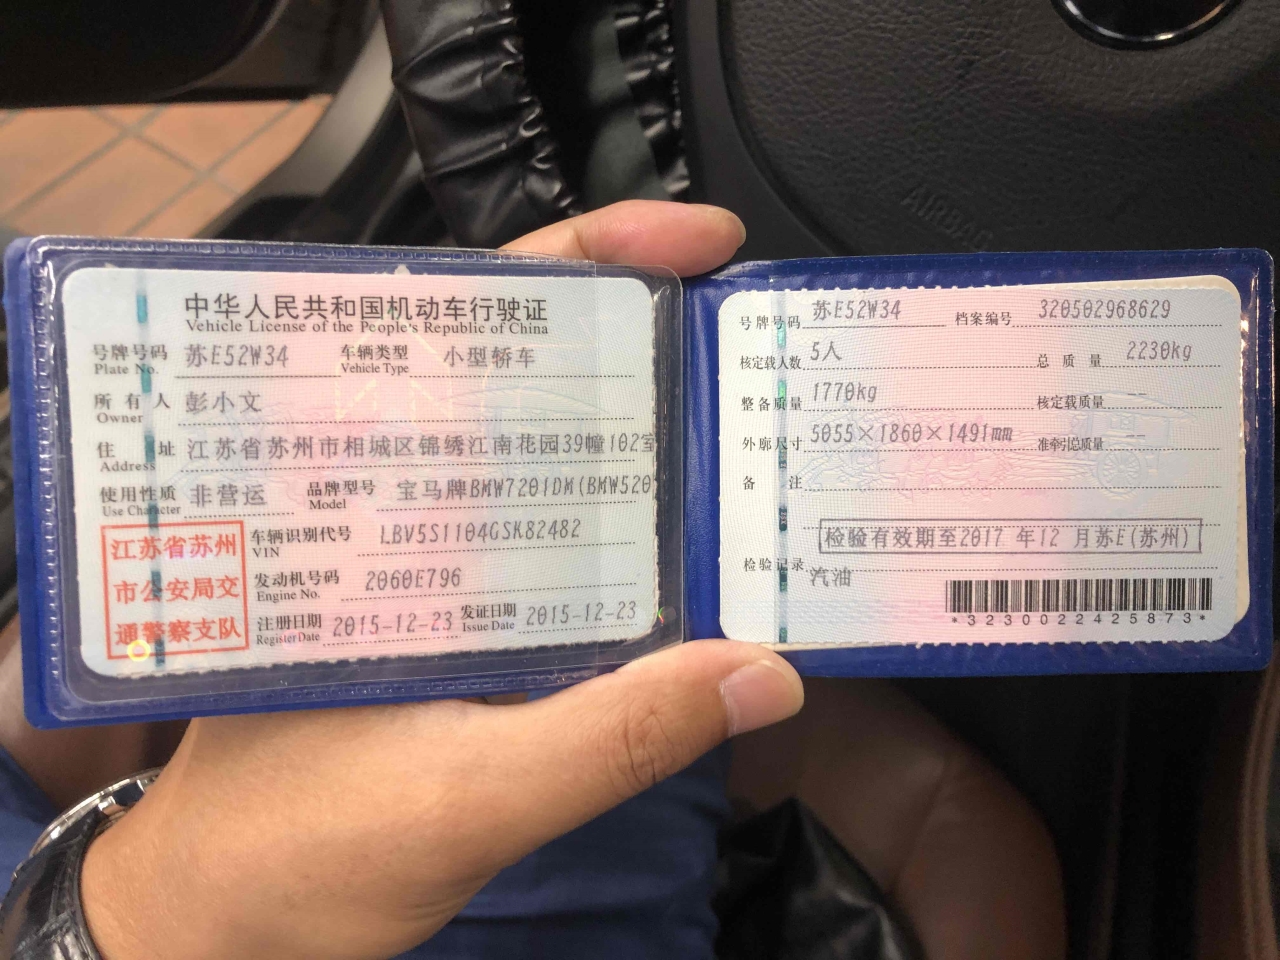 中华人民共和国机动车行驶证
Vehicle License of the People's Republic of China
号牌号码 苏E52W34 车辆类型 小型轿车
Plate No. Vehicle Type
所有人 彭小文
Owner
住址 江苏省苏州市相城区锦绣江南花园39幢102室
Address
使用性质 非营运 品牌型号 宝马牌BMW7201DM(BMW520
Use Character Model
江苏省苏州
市公安局交
通警察支队
车辆识别代号 LBV5S1104GSK82482
VIN
发动机号码 2060E796
Engine No.
注册日期 2015-12-23 发证日期 2015-12-23
Register Date Issue Date
号牌号码 苏E52W34 档案编号 320502968629
核定载人数 5人 总质量 2230kg
整备质量 1770kg 核定载质量 --
外廓尺寸 5055×1860×1491mm 准牵引总质量 --
备注
检验有效期至2017 年12 月苏E(苏州)
检验记录 汽油
*3230022425873*
AIRBAG